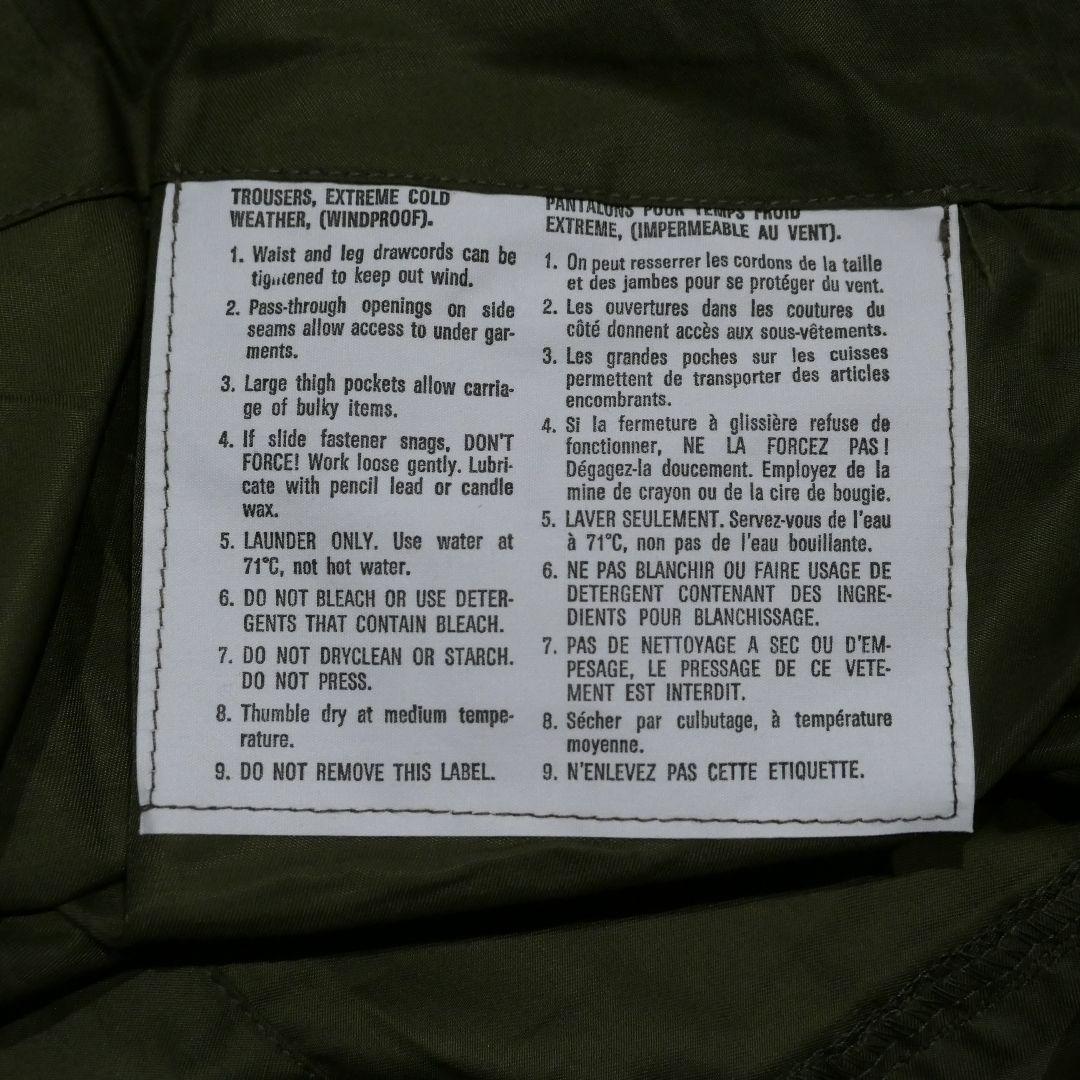 TROUSERS, EXTREME COLD
WEATHER, (WINDPROOF).
1. Waist and leg drawcords can be
tightened to keep out wind.
2. Pass-through openings on side
seams allow access to under gar-
ments.
3. Large thigh pockets allow carria-
ge of bulky items.
4. If slide fastener snags, DON'T
FORCE! Work loose gently. Lubri-
cate with pencil lead or candle
wax.
5. LAUNDER ONLY. Use water at
71°C, not hot water.
6. DO NOT BLEACH OR USE DETER-
GENTS THAT CONTAIN BLEACH.
7. DO NOT DRYCLEAN OR STARCH.
DO NOT PRESS.
8. Thumble dry at medium tempe-
rature.
9. DO NOT REMOVE THIS LABEL.
PANTALONS POUR TEMPS FROID
EXTREME, (IMPERMEABLE AU VENT).
1. On peut resserrer les cordons de la taille
et des jambes pour se protéger du vent.
2. Les ouvertures dans les coutures du
côté donnent accès aux sous-vêtements.
3. Les grandes poches sur les cuisses
permettent de transporter des articles
encombrants.
4. Si la fermeture à glissière refuse de
fonctionner, NE LA FORCEZ PAS!
Dégagez-la doucement. Employez de la
mine de crayon ou de la cire de bougie.
5. LAVER SEULEMENT. Servez-vous de l'eau
à 71°C, non pas de l'eau bouillante.
6. NE PAS BLANCHIR OU FAIRE USAGE DE
DETERGENT CONTENANT DES INGRE-
DIENTS POUR BLANCHISSAGE.
7. PAS DE NETTOYAGE A SEC OU D'EM-
PESAGE, LE PRESSAGE DE CE VETE-
MENT EST INTERDIT.
8. Sécher par culbutage, à température
moyenne.
9. N'ENLEVEZ PAS CETTE ETIQUETTE.